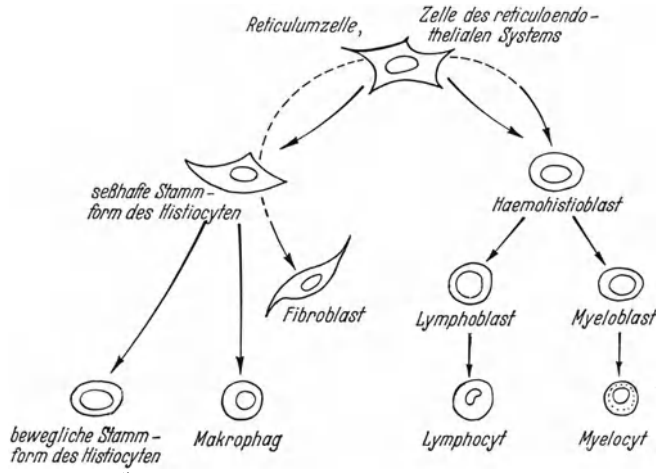 Reticulumzelle,
Zelle des reticuloendo-
thelialen Systems
seßhafte Stamm-
form des Histiocyten
Haemohistioblast
Fibroblast
Lymphoblast
Myeloblast
bewegliche Stamm-
form des Histiocyten
Makrophag
Lymphocyt
Myelocyt